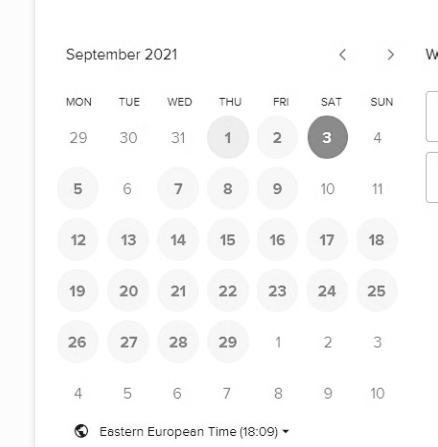 September 2021 < > W
MON TUE WED THU FRI SAT SUN
29 30 31 1 2 3 4
5 6 7 8 9 10 11
12 13 14 15 16 17 18
19 20 21 22 23 24 25
26 27 28 29 1 2 3
4 5 6 7 8 9 10
Eastern European Time (18:09)